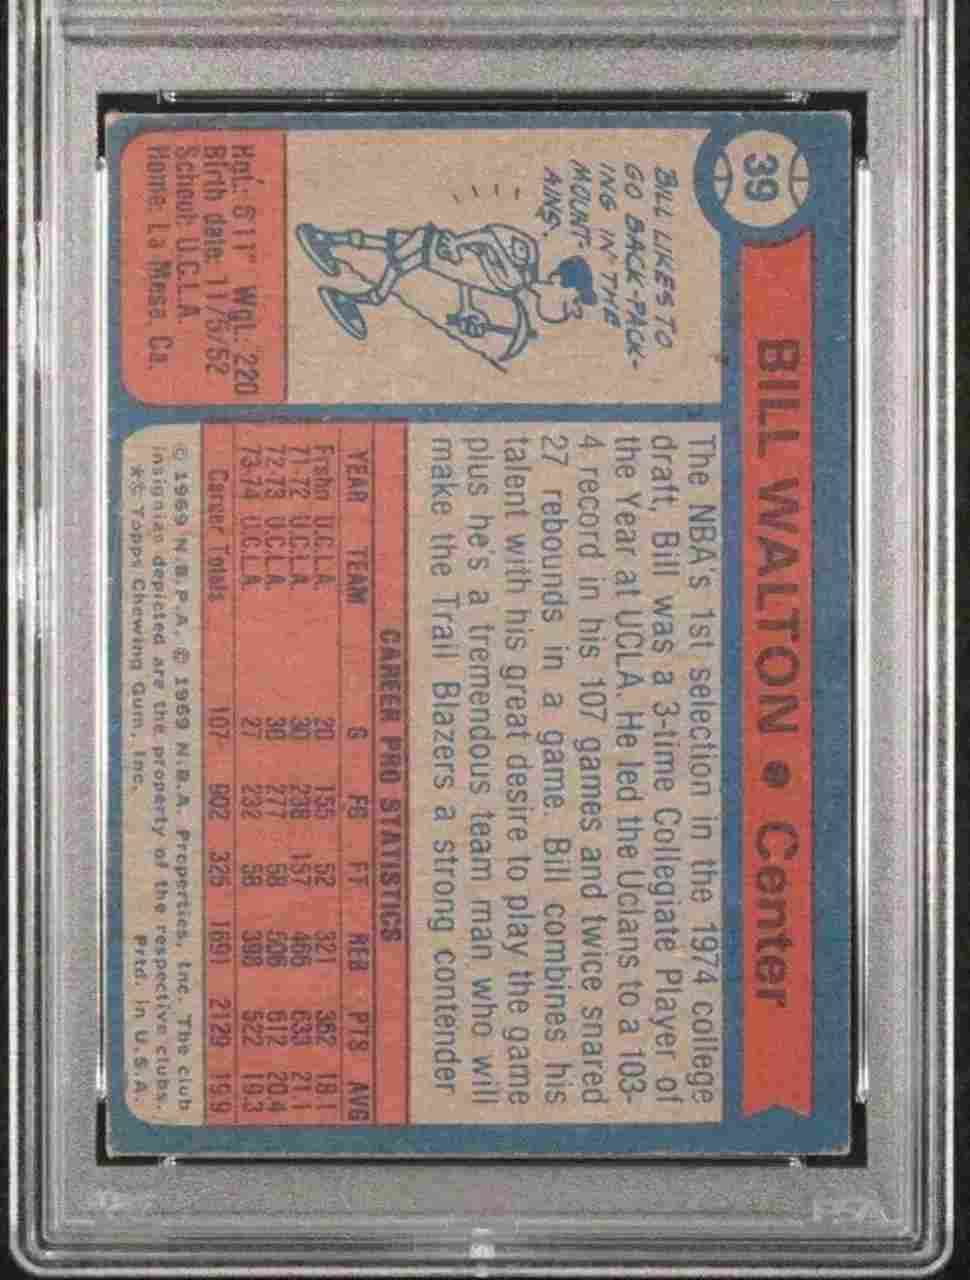 39
BILL WALTON • Center
BILL LIKES TO
GO BACK-PACK-
ING IN THE
MOUNT-
AINS.
Hgt.: 6'11" Wgt.: 220
Birth date: 11/5/52
School: U.C.L.A.
Home: La Mesa, Ca.
The NBA's 1st selection in the 1974 college
draft, Bill was a 3-time Collegiate Player of
the Year at UCLA. He led the Uclans to a 103-
4 record in his 107 games and twice snared
27 rebounds in a game. Bill combines his
talent with his great desire to play the game
plus he's a tremendous team man who will
make the Trail Blazers a strong contender
CAREER PRO STATISTICS
YEAR TEAM G FG FT REB PTS AVG
Frshn U.C.L.A. 20 155 52 321 362 18.1
71-72 U.C.L.A. 30 238 157 466 633 21.1
72-73 U.C.L.A. 30 277 58 506 612 20.4
73-74 U.C.L.A. 27 232 58 398 522 19.3
Career Totals 107 902 325 1691 2129 19.9
© 1969 N.B.P.A. © 1969 N.B.A. Properties, Inc. The club
insignias depicted are the property of the respective clubs.
** © Topps Chewing Gum, Inc. Prtd. in U.S.A.
PSA